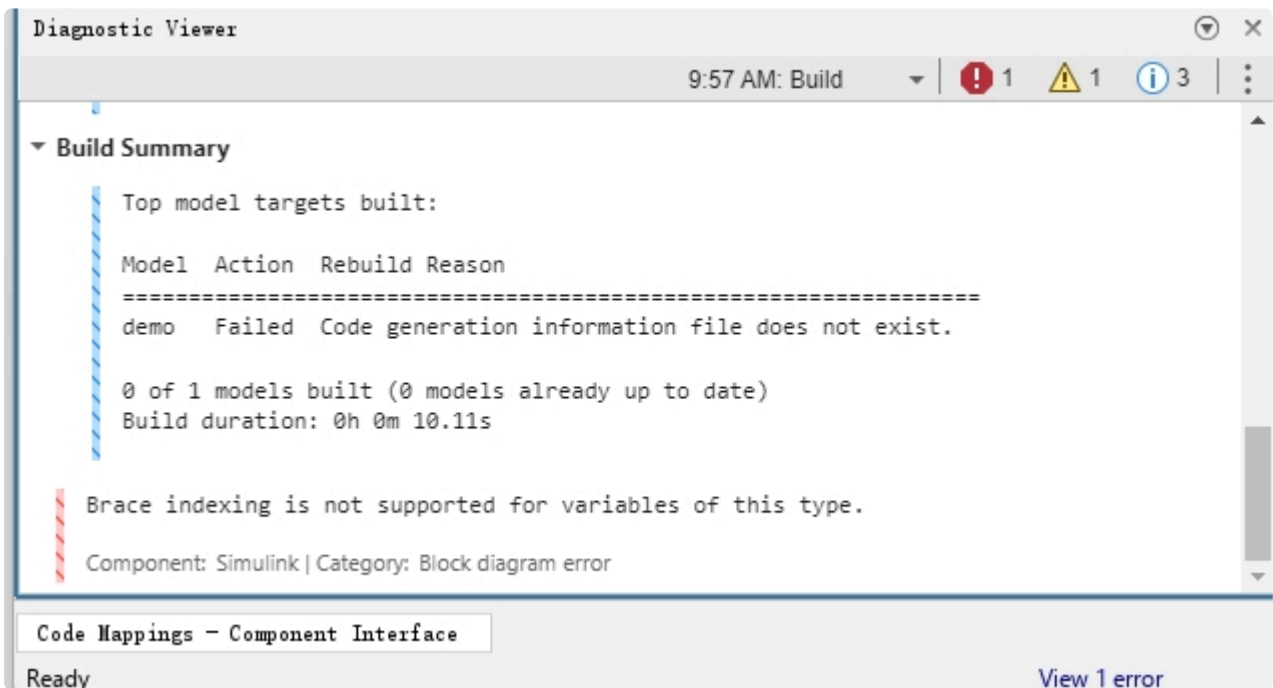 Diagnostic Viewer
9:57 AM: Build 1 1 3
Build Summary
Top model targets built:
Model Action Rebuild Reason
=================================================================
demo Failed Code generation information file does not exist.
0 of 1 models built (0 models already up to date)
Build duration: 0h 0m 10.11s
Brace indexing is not supported for variables of this type.
Component: Simulink | Category: Block diagram error
Code Mappings - Component Interface
Ready View 1 error